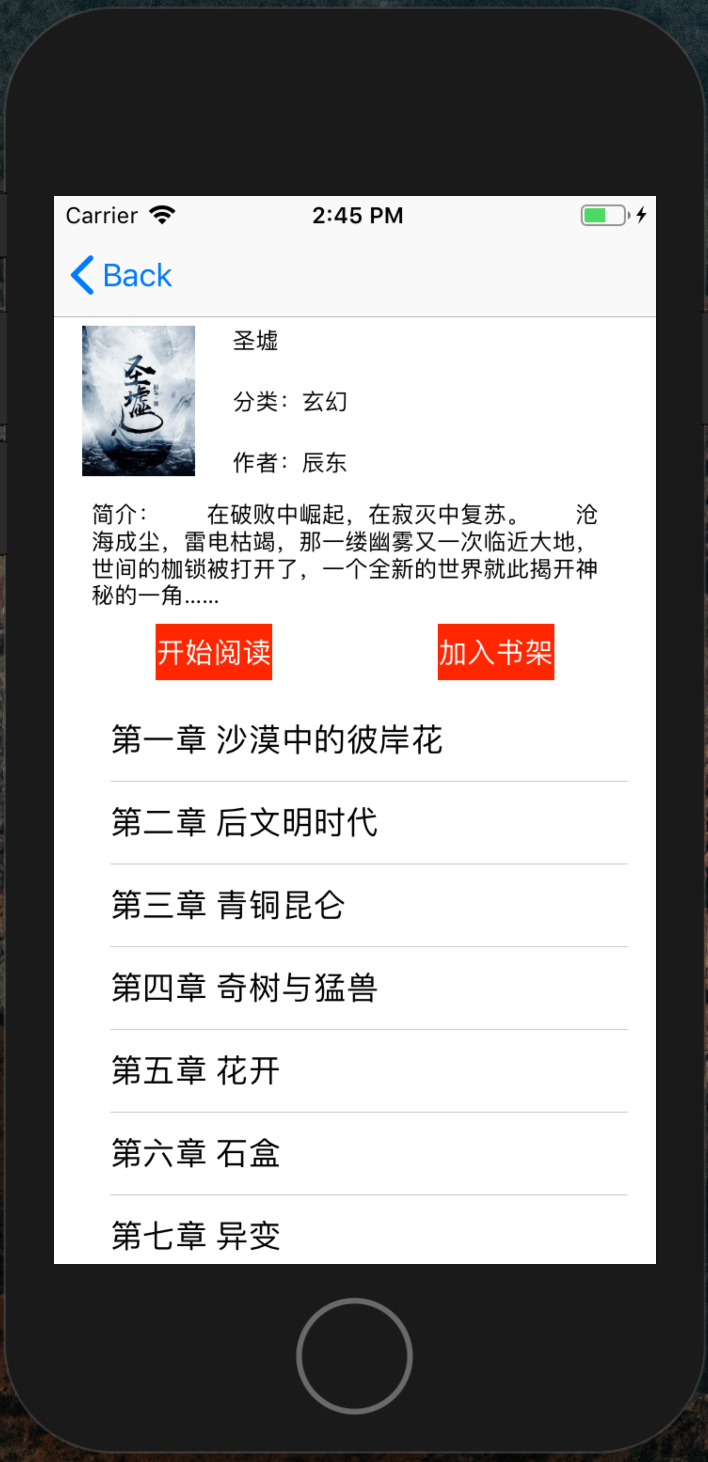 Carrier 2:45 PM
Back
圣墟
圣墟
分类：玄幻
作者：辰东
简介：　　在破败中崛起，在寂灭中复苏。　　沧
海成尘，雷电枯竭，那一缕幽雾又一次临近大地，
世间的枷锁被打开了，一个全新的世界就此揭开神
秘的一角……
开始阅读 加入书架
第一章 沙漠中的彼岸花
第二章 后文明时代
第三章 青铜昆仑
第四章 奇树与猛兽
第五章 花开
第六章 石盒
第七章 异变